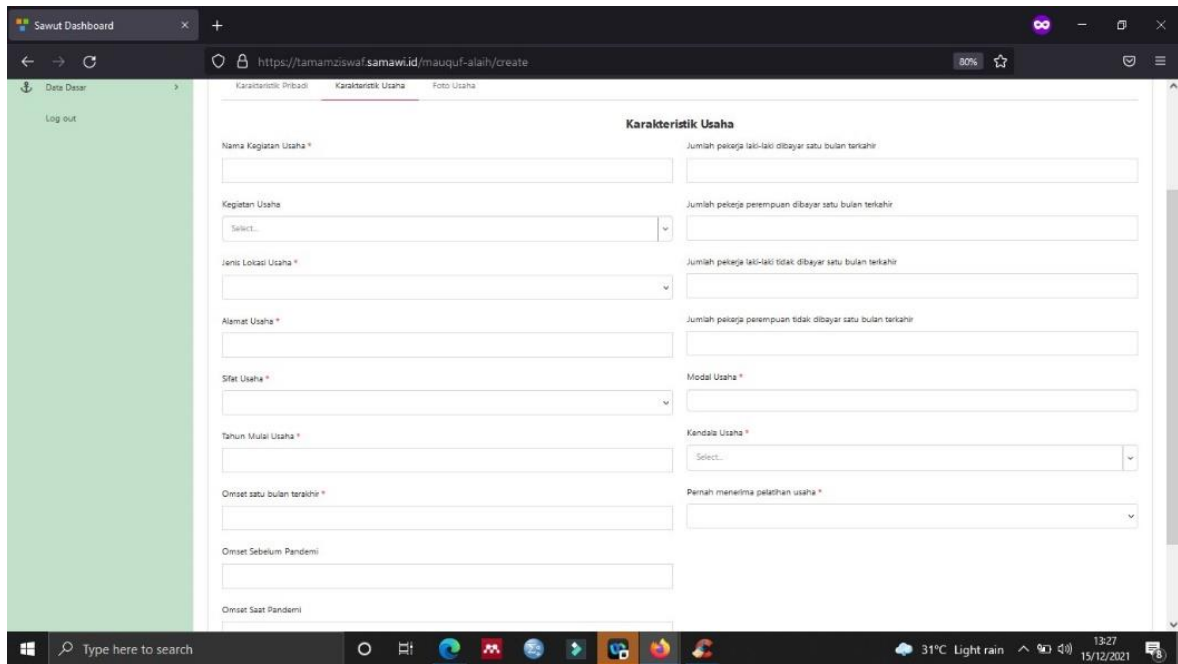 Sawut Dashboard
https://tamamziswaf.samawi.id/mauquf-alaih/create
80%
Data Dasar
Log out
Karakteristik Pribadi
Karakteristik Usaha
Foto Usaha
Karakteristik Usaha
Nama Kegiatan Usaha *
Kegiatan Usaha
Select...
Jenis Lokasi Usaha *
Alamat Usaha *
Sifat Usaha *
Tahun Mulai Usaha *
Omset satu bulan terakhir *
Omset Sebelum Pandemi
Omset Saat Pandemi
Jumlah pekerja laki-laki dibayar satu bulan terkahir
Jumlah pekerja perempuan dibayar satu bulan terkahir
Jumlah pekerja laki-laki tidak dibayar satu bulan terkahir
Jumlah pekerja perempuan tidak dibayar satu bulan terkahir
Modal Usaha *
Kendala Usaha *
Select...
Pernah menerima pelatihan usaha *
Type here to search
31°C Light rain
13:27
15/12/2021
8